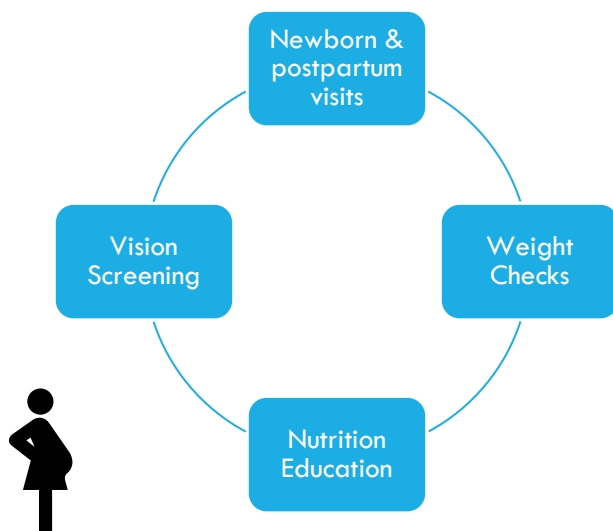 Newborn &
postpartum
visits
Vision
Screening
Weight
Checks
Nutrition
Education